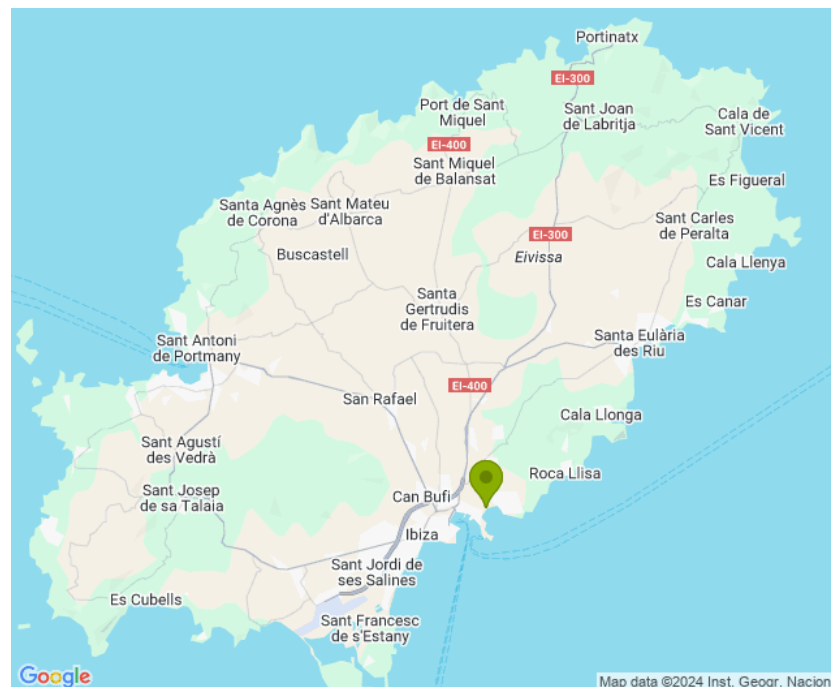 Portinatx
EI-300
Port de Sant
Miquel
Sant Joan
de Labritja
Cala de
Sant Vicent
EI-400
Sant Miquel
de Balansat
Es Figueral
Santa Agnès
de Corona
Sant Mateu
d'Albarca
Sant Carles
de Peralta
EI-300
Buscastell
Eivissa
Cala Llenya
Santa
Gertrudis
de Fruitera
Es Canar
Sant Antoni
de Portmany
Santa Eulària
des Riu
EI-400
San Rafael
Cala Llonga
Sant Agustí
des Vedrà
Roca Llisa
Sant Josep
de sa Talaia
Can Bufi
Ibiza
Sant Jordi de
ses Salines
Es Cubells
Sant Francesc
de s'Estany
Google
Map data ©2024 Inst. Geogr. Nacion